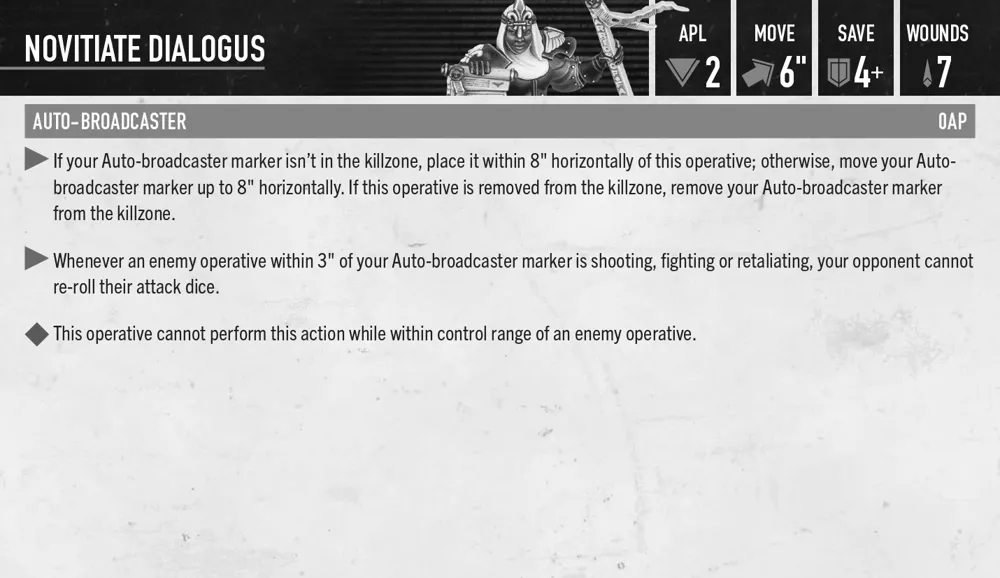 NOVITIATE DIALOGUS
APL
2
MOVE
6"
SAVE
4+
WOUNDS
7
AUTO-BROADCASTER 0AP
If your Auto-broadcaster marker isn't in the killzone, place it within 8" horizontally of this operative; otherwise, move your Auto-
broadcaster marker up to 8" horizontally. If this operative is removed from the killzone, remove your Auto-broadcaster marker
from the killzone.
Whenever an enemy operative within 3" of your Auto-broadcaster marker is shooting, fighting or retaliating, your opponent cannot
re-roll their attack dice.
This operative cannot perform this action while within control range of an enemy operative.